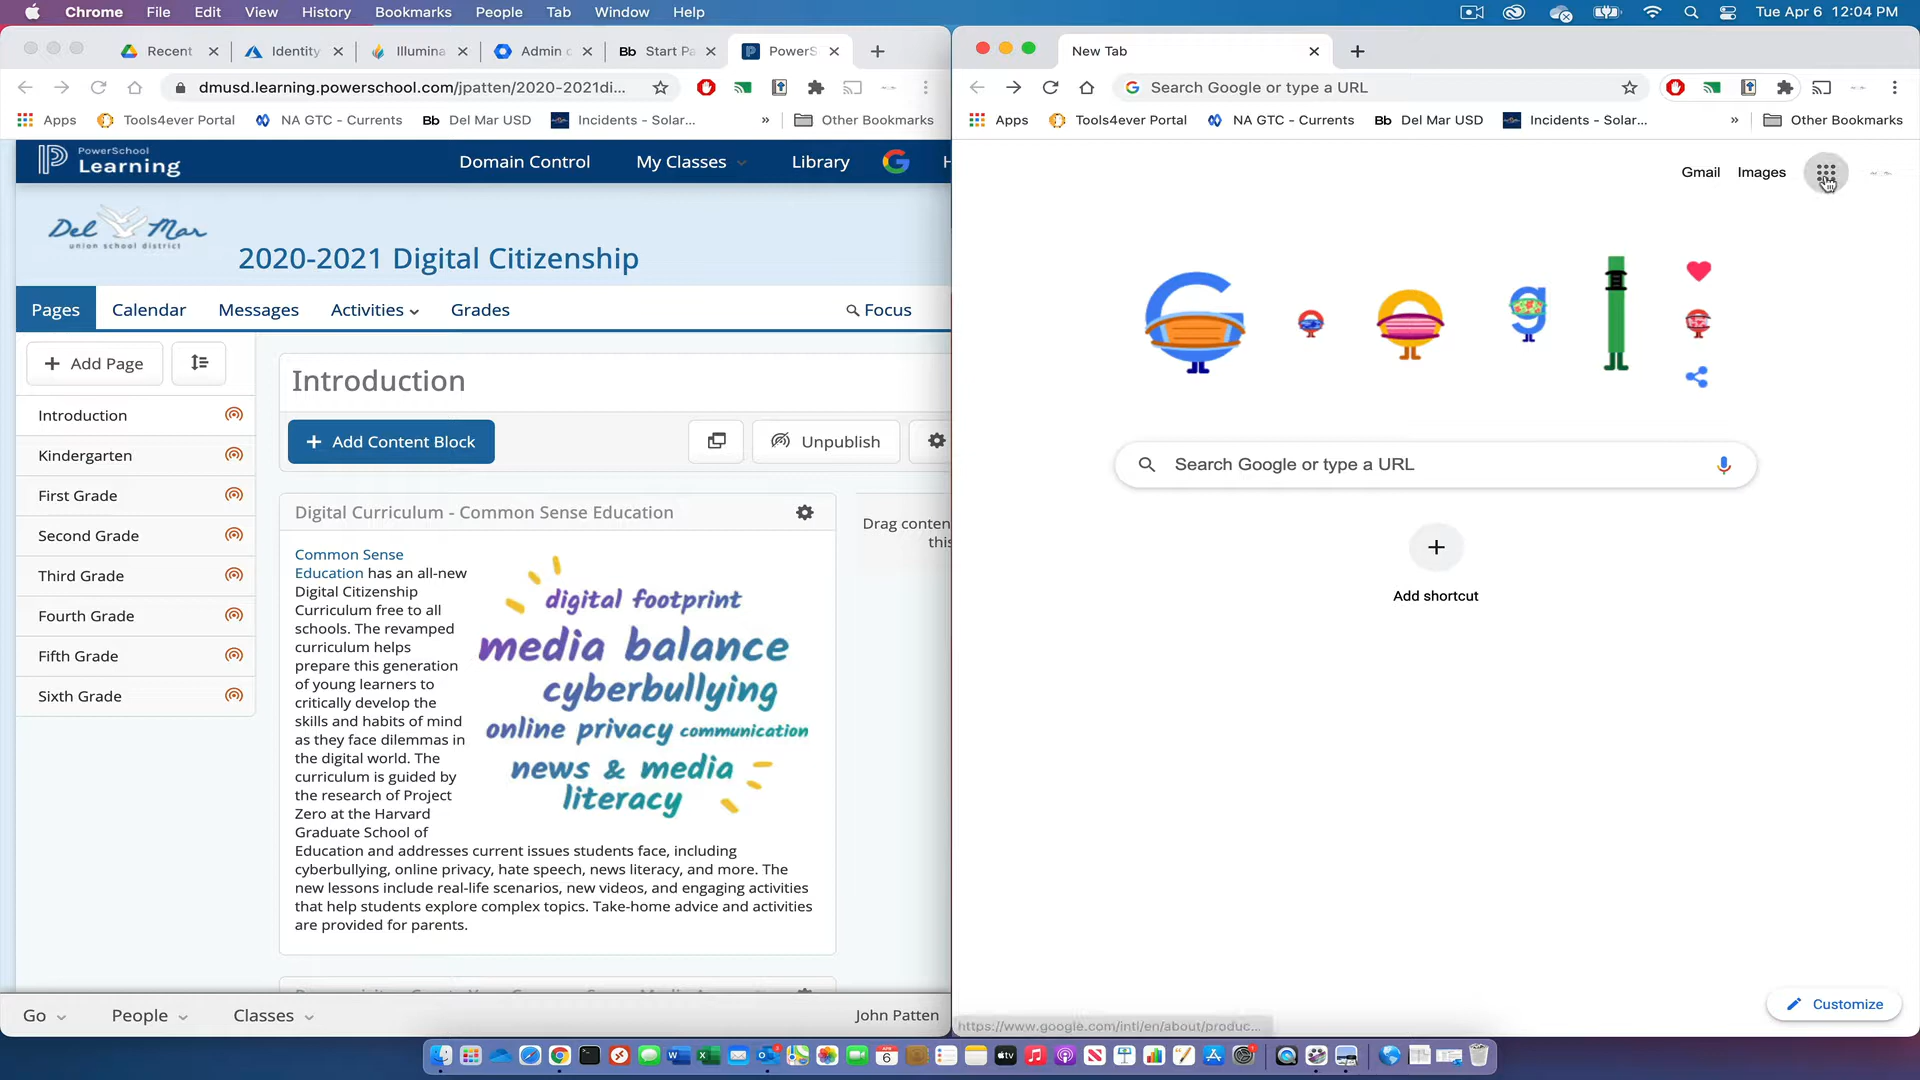 Chrome File Edit View History Bookmarks People Tab Window Help
Tue Apr 6 12:04 PM
Recent
Identity
Illumina
Admin
Bb Start Pa
PowerS
dmusd.learning.powerschool.com/jpatten/2020-2021di...
Apps Tools4ever Portal NA GTC - Currents Bb Del Mar USD Incidents - Solar... » Other Bookmarks
PowerSchool
Learning
Domain Control My Classes Library
Del Mar
union school district
2020-2021 Digital Citizenship
Pages Calendar Messages Activities Grades Focus
+ Add Page
Introduction
Kindergarten
First Grade
Second Grade
Third Grade
Fourth Grade
Fifth Grade
Sixth Grade
Introduction
+ Add Content Block
Unpublish
Digital Curriculum - Common Sense Education
Common Sense
Education has an all-new
Digital Citizenship
Curriculum free to all
schools. The revamped
curriculum helps
prepare this generation
of young learners to
critically develop the
skills and habits of mind
as they face dilemmas in
the digital world. The
curriculum is guided by
the research of Project
Zero at the Harvard
Graduate School of
Education and addresses current issues students face, including
cyberbullying, online privacy, hate speech, news literacy, and more. The
new lessons include real-life scenarios, new videos, and engaging activities
that help students explore complex topics. Take-home advice and activities
are provided for parents.
digital footprint
media balance
cyberbullying
online privacy communication
news & media
literacy
Drag conten
this
Go People Classes John Patten
New Tab
Search Google or type a URL
Apps Tools4ever Portal NA GTC - Currents Bb Del Mar USD Incidents - Solar... » Other Bookmarks
Gmail Images
Search Google or type a URL
Add shortcut
Customize
https://www.google.com/intl/en/about/produc...